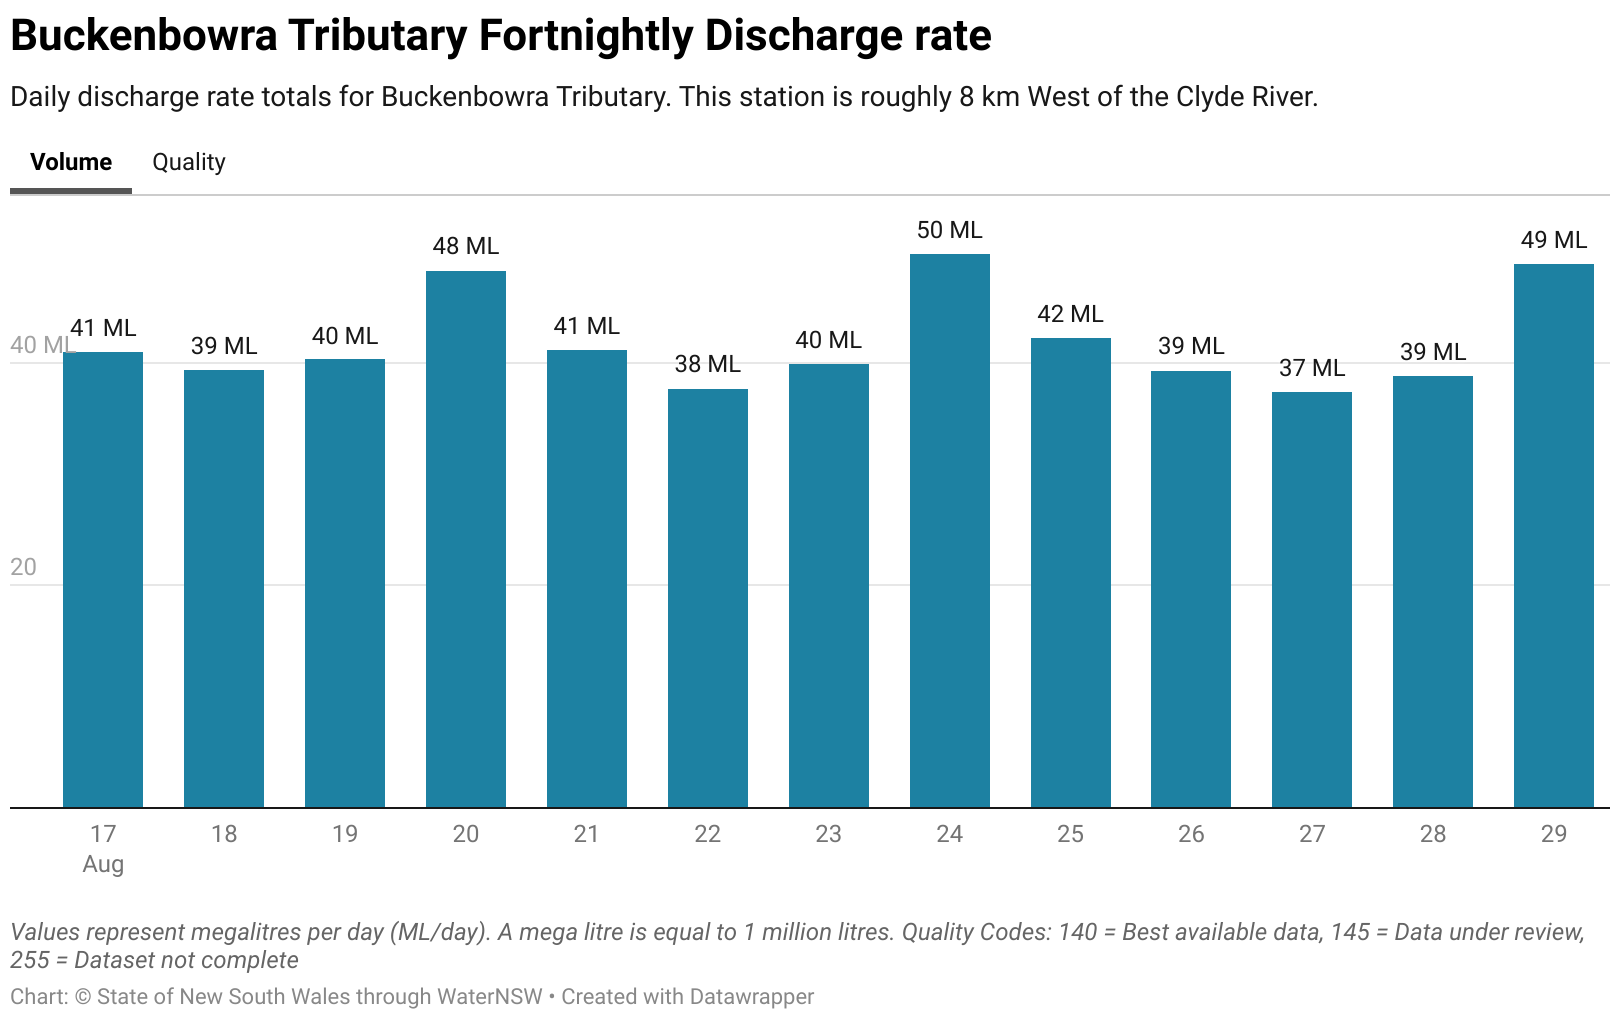 Buckenbowra Tributary Fortnightly Discharge rate
Daily discharge rate totals for Buckenbowra Tributary. This station is roughly 8 km West of the Clyde River.
Volume Quality
50 ML
49 ML
48 ML
42 ML
41 ML
41 ML
40 ML
40 ML
40 ML
39 ML
39 ML
39 ML
38 ML
37 ML
20
17 18 19 20 21 22 23 24 25 26 27 28 29
Aug
Values represent megalitres per day (ML/day). A mega litre is equal to 1 million litres. Quality Codes: 140 = Best available data, 145 = Data under review,
255 = Dataset not complete
Chart: © State of New South Wales through WaterNSW • Created with Datawrapper